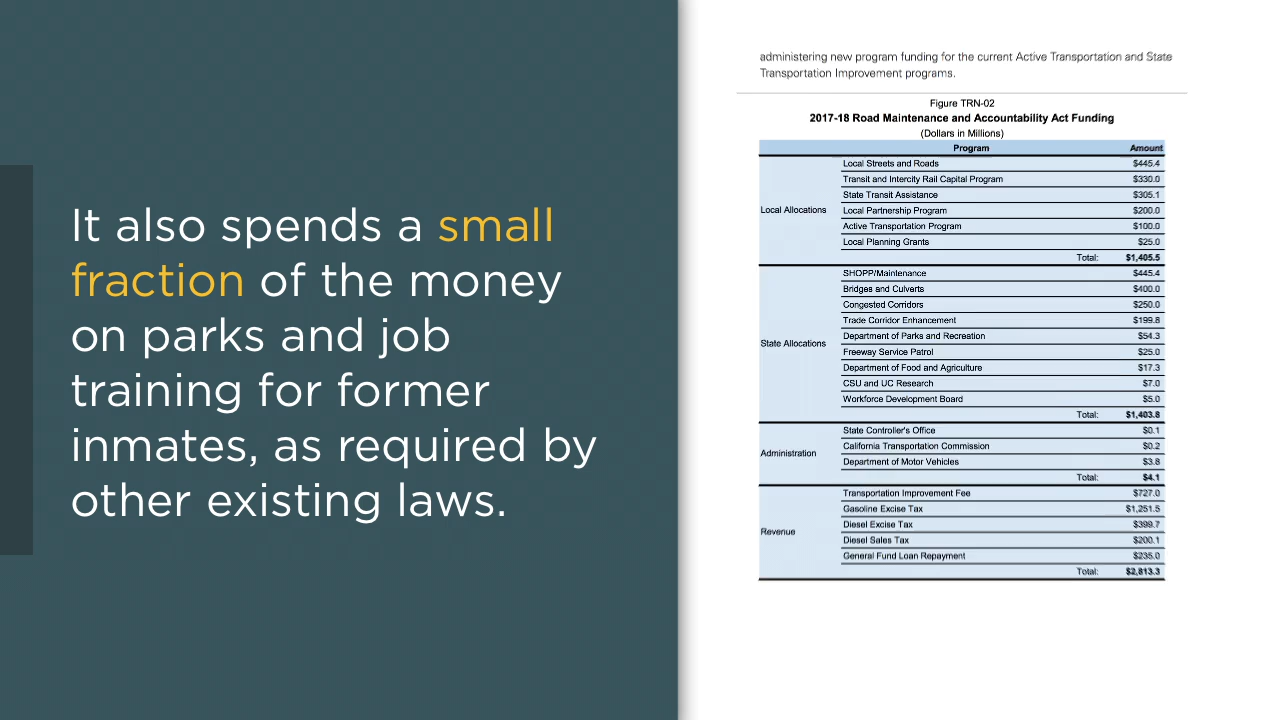 It also spends a small
fraction of the money
on parks and job
training for former
inmates, as required by
other existing laws.
administering new program funding for the current Active Transportation and State
Transportation Improvement programs.
Figure TRN-02
2017-18 Road Maintenance and Accountability Act Funding
(Dollars in Millions)
Program Amount
Local Allocations
Local Streets and Roads $445.4
Transit and Intercity Rail Capital Program $330.0
State Transit Assistance $305.1
Local Partnership Program $200.0
Active Transportation Program $100.0
Local Planning Grants $25.0
Total: $1,405.5
State Allocations
SHOPP/Maintenance $445.4
Bridges and Culverts $400.0
Congested Corridors $250.0
Trade Corridor Enhancement $199.8
Department of Parks and Recreation $54.3
Freeway Service Patrol $25.0
Department of Food and Agriculture $17.3
CSU and UC Research $7.0
Workforce Development Board $5.0
Total: $1,403.8
Administration
State Controller's Office $0.1
California Transportation Commission $0.2
Department of Motor Vehicles $3.8
Total: $4.1
Revenue
Transportation Improvement Fee $727.0
Gasoline Excise Tax $1,251.5
Diesel Excise Tax $399.7
Diesel Sales Tax $200.1
General Fund Loan Repayment $235.0
Total: $2,813.3